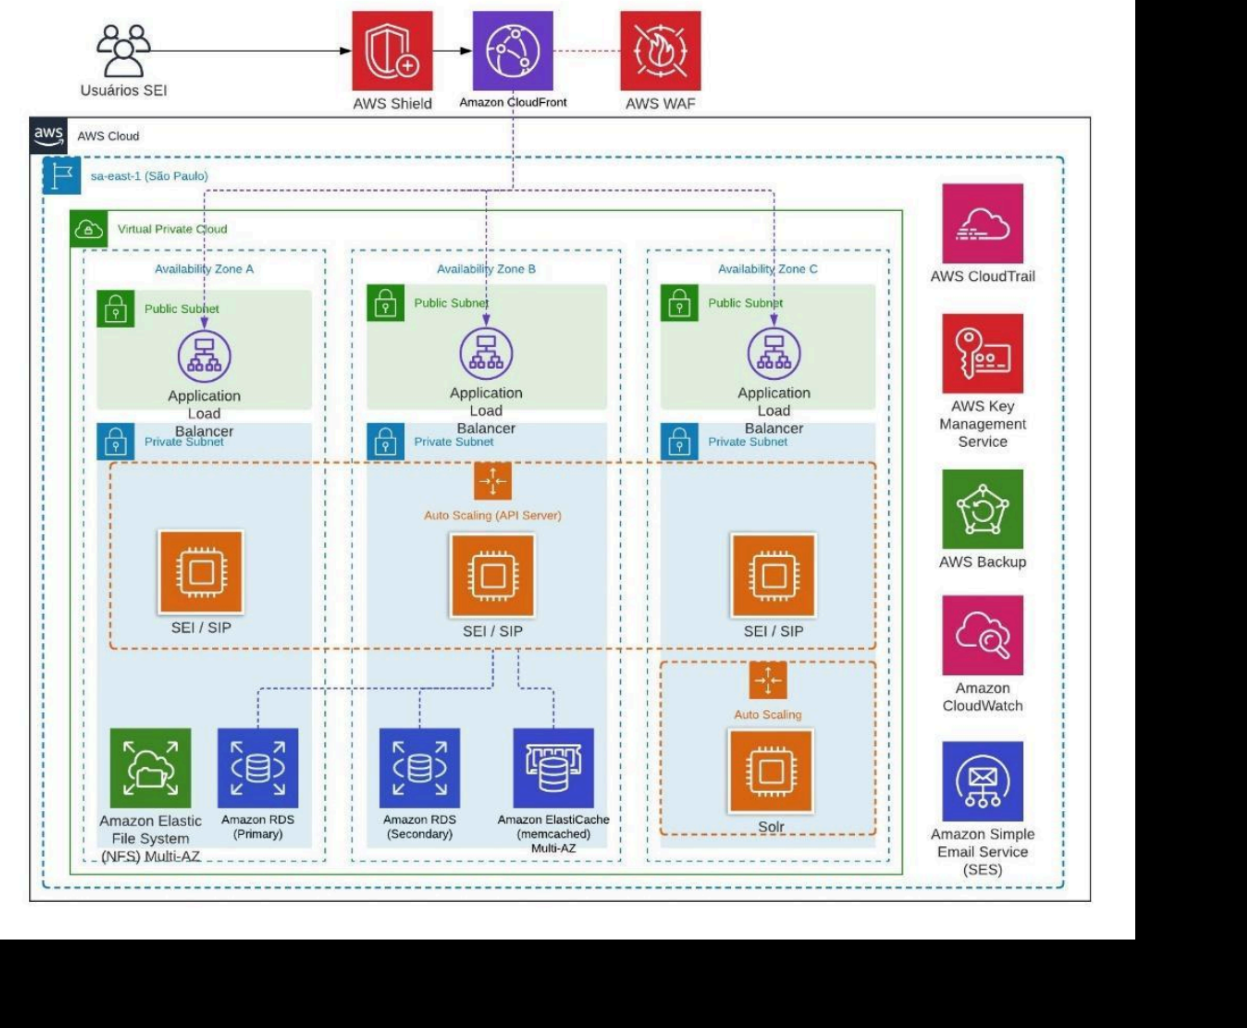 Usuários SEI
AWS Shield
Amazon CloudFront
AWS WAF
aws
AWS Cloud
sa-east-1 (São Paulo)
Virtual Private Cloud
Availability Zone A
Availability Zone B
Availability Zone C
Public Subnet
Public Subnet
Public Subnet
Application
Load
Balancer
Application
Load
Balancer
Application
Load
Balancer
Private Subnet
Private Subnet
Private Subnet
Auto Scaling (API Server)
SEI / SIP
SEI / SIP
SEI / SIP
Auto Scaling
Solr
Amazon Elastic
File System
(NFS) Multi-AZ
Amazon RDS
(Primary)
Amazon RDS
(Secondary)
Amazon ElastiCache
(memcached)
Multi-AZ
AWS CloudTrail
AWS Key
Management
Service
AWS Backup
Amazon
CloudWatch
Amazon Simple
Email Service
(SES)